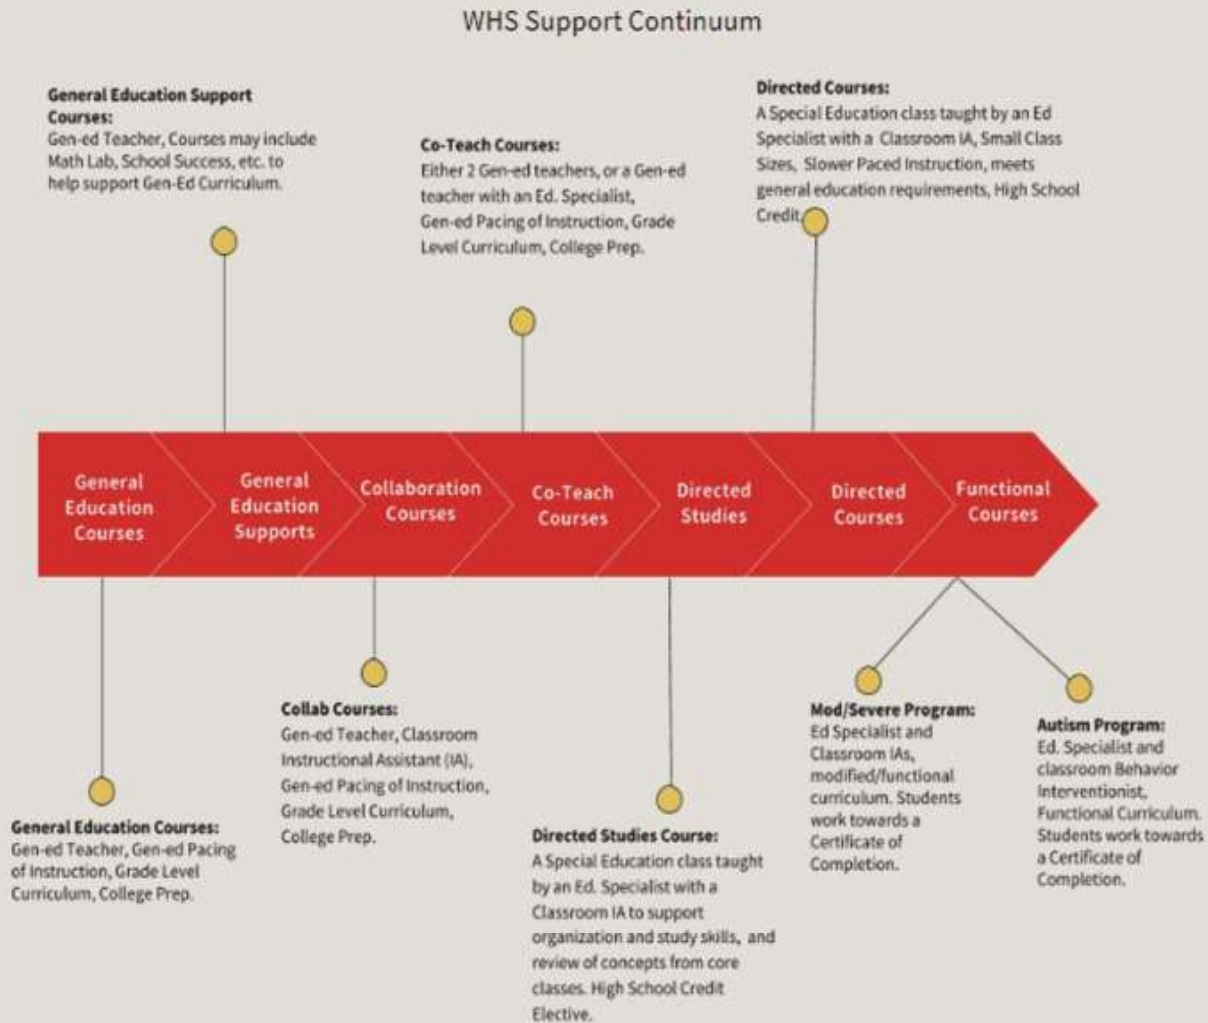 WHS Support Continuum
General Education Support
Courses:
Gen-ed Teacher, Courses may include
Math Lab, School Success, etc. to
help support Gen-Ed Curriculum.
Co-Teach Courses:
Either 2 Gen-ed teachers, or a Gen-ed
teacher with an Ed. Specialist,
Gen-ed Pacing of Instruction, Grade
Level Curriculum, College Prep.
Directed Courses:
A Special Education class taught by an Ed
Specialist with a Classroom IA, Small Class
Sizes, Slower Paced Instruction, meets
general education requirements, High School
Credit.
General
Education
Courses
General
Education
Supports
Collaboration
Courses
Co-Teach
Courses
Directed
Studies
Directed
Courses
Functional
Courses
General Education Courses:
Gen-ed Teacher, Gen-ed Pacing
of Instruction, Grade Level
Curriculum, College Prep.
Collab Courses:
Gen-ed Teacher, Classroom
Instructional Assistant (IA),
Gen-ed Pacing of Instruction,
Grade Level Curriculum,
College Prep.
Directed Studies Course:
A Special Education class taught
by an Ed. Specialist with a
Classroom IA to support
organization and study skills, and
review of concepts from core
classes. High School Credit
Elective.
Mod/Severe Program:
Ed Specialist and
Classroom IAs,
modified/functional
curriculum. Students
work towards a
Certificate of
Completion.
Autism Program:
Ed. Specialist and
classroom Behavior
Interventionist,
Functional Curriculum.
Students work towards
a Certificate of
Completion.